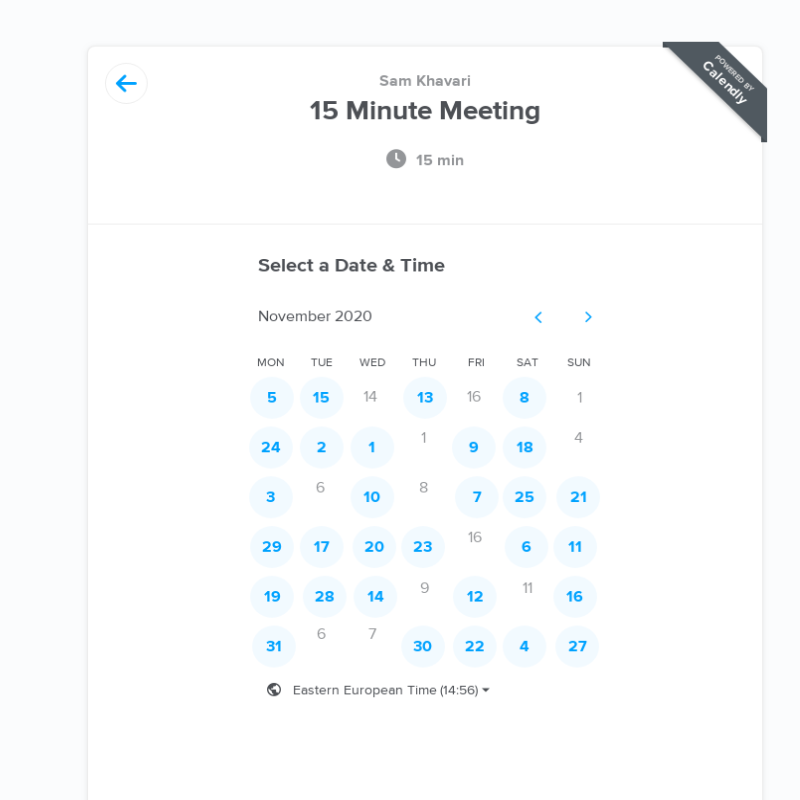 Sam Khavari
15 Minute Meeting
POWERED BY
Calendly
15 min
Select a Date & Time
November 2020
MON TUE WED THU FRI SAT SUN
5 15 14 13 16 8 1
24 2 1 1 9 18 4
3 6 10 8 7 25 21
29 17 20 23 16 6 11
19 28 14 9 12 11 16
31 6 7 30 22 4 27
Eastern European Time (14:56)